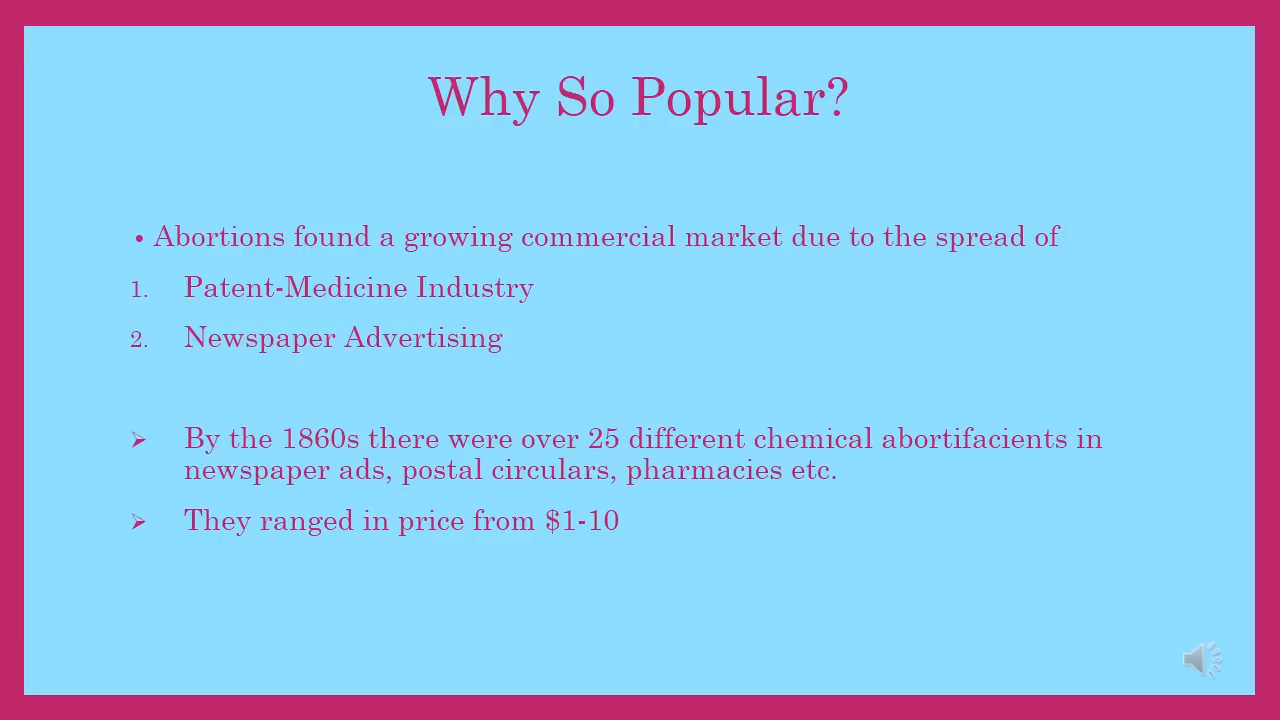 Why So Popular?
• Abortions found a growing commercial market due to the spread of
1. Patent-Medicine Industry
2. Newspaper Advertising
➢ By the 1860s there were over 25 different chemical abortifacients in
newspaper ads, postal circulars, pharmacies etc.
➢ They ranged in price from $1-10